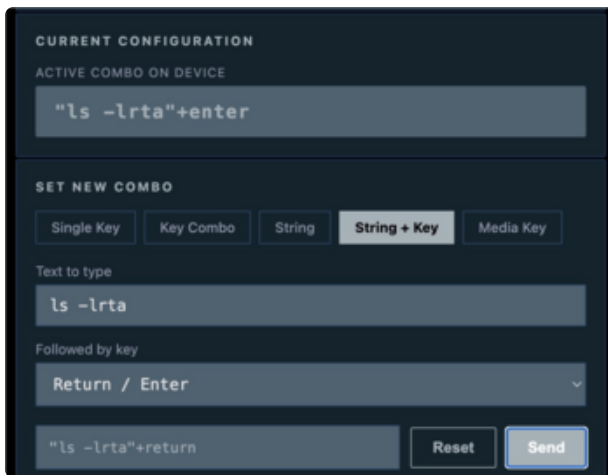 CURRENT CONFIGURATION
ACTIVE COMBO ON DEVICE
"ls -lrta"+enter
SET NEW COMBO
Single Key Key Combo String String + Key Media Key
Text to type
ls -lrta
Followed by key
Return / Enter
"ls -lrta"+return Reset Send